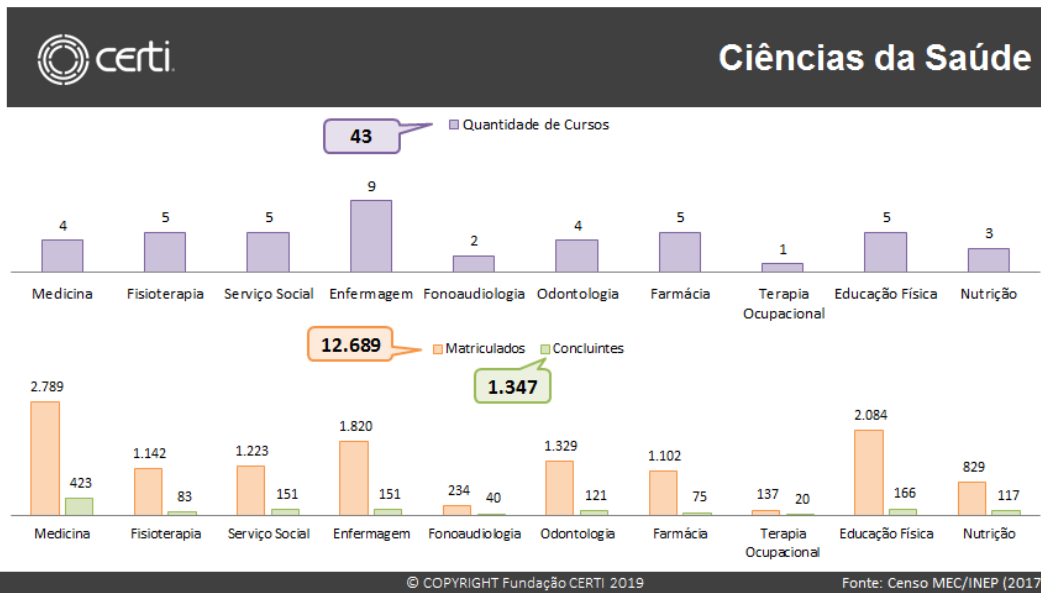 certi.
Ciências da Saúde
43
Quantidade de Cursos
4 5 5 9 2 4 5 1 5 3
Medicina Fisioterapia Serviço Social Enfermagem Fonoaudiologia Odontologia Farmácia Terapia Ocupacional Educação Física Nutrição
12.689
Matriculados Concluintes
1.347
2.789 423 1.142 83 1.223 151 1.820 151 234 40 1.329 121 1.102 75 137 20 2.084 166 829 117
Medicina Fisioterapia Serviço Social Enfermagem Fonoaudiologia Odontologia Farmácia Terapia Ocupacional Educação Física Nutrição
© COPYRIGHT Fundação CERTI 2019
Fonte: Censo MEC/INEP (2017